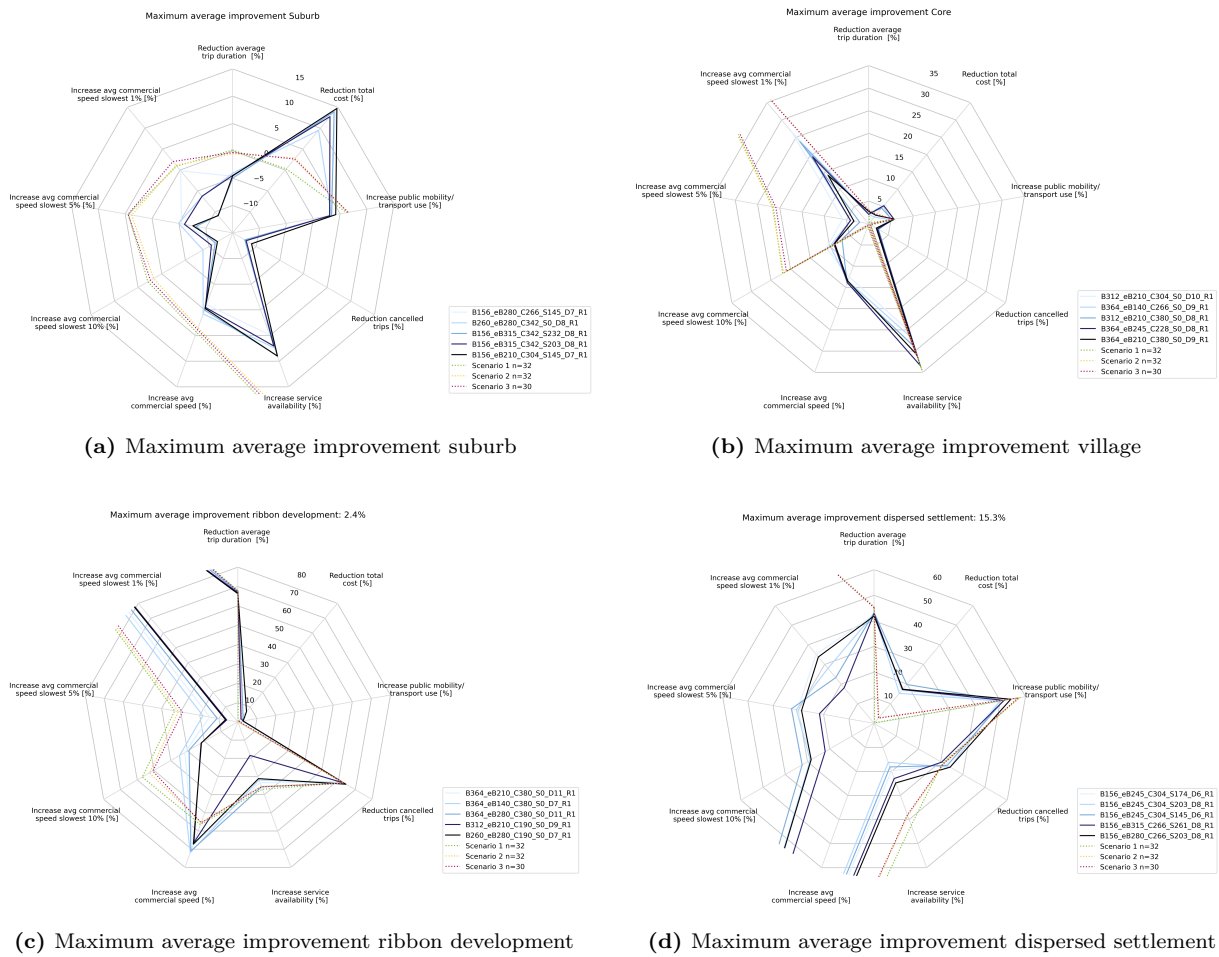 Maximum average improvement Suburb
Reduction average
trip duration [%]
Reduction total
cost [%]
Increase public mobility/
transport use [%]
Reduction cancelled
trips [%]
Increase service
availability [%]
Increase avg
commercial speed [%]
Increase avg commercial
speed slowest 10% [%]
Increase avg commercial
speed slowest 5% [%]
Increase avg commercial
speed slowest 1% [%]
15
10
5
0
−5
−10
B156_eB280_C266_S145_D7_R1
B260_eB280_C342_S0_D8_R1
B156_eB315_C342_S232_D8_R1
B156_eB315_C342_S203_D8_R1
B156_eB210_C304_S145_D7_R1
Scenario 1 n=32
Scenario 2 n=32
Scenario 3 n=30
(a) Maximum average improvement suburb
Maximum average improvement Core
Reduction average
trip duration [%]
Reduction total
cost [%]
Increase public mobility/
transport use [%]
Reduction cancelled
trips [%]
Increase service
availability [%]
Increase avg
commercial speed [%]
Increase avg commercial
speed slowest 10% [%]
Increase avg commercial
speed slowest 5% [%]
Increase avg commercial
speed slowest 1% [%]
35
30
25
20
15
10
5
B312_eB210_C304_S0_D10_R1
B364_eB140_C266_S0_D9_R1
B312_eB210_C380_S0_D8_R1
B364_eB245_C228_S0_D8_R1
B364_eB210_C380_S0_D9_R1
Scenario 1 n=32
Scenario 2 n=32
Scenario 3 n=30
(b) Maximum average improvement village
Maximum average improvement ribbon development: 2.4%
Reduction average
trip duration [%]
Reduction total
cost [%]
Increase public mobility/
transport use [%]
Reduction cancelled
trips [%]
Increase service
availability [%]
Increase avg
commercial speed [%]
Increase avg commercial
speed slowest 10% [%]
Increase avg commercial
speed slowest 5% [%]
Increase avg commercial
speed slowest 1% [%]
80
70
60
50
40
30
20
10
B364_eB210_C380_S0_D11_R1
B364_eB140_C380_S0_D7_R1
B364_eB280_C380_S0_D11_R1
B312_eB210_C190_S0_D9_R1
B260_eB280_C190_S0_D7_R1
Scenario 1 n=32
Scenario 2 n=32
Scenario 3 n=30
(c) Maximum average improvement ribbon development
Maximum average improvement dispersed settlement: 15.3%
Reduction average
trip duration [%]
Reduction total
cost [%]
Increase public mobility/
transport use [%]
Reduction cancelled
trips [%]
Increase service
availability [%]
Increase avg
commercial speed [%]
Increase avg commercial
speed slowest 10% [%]
Increase avg commercial
speed slowest 5% [%]
Increase avg commercial
speed slowest 1% [%]
60
50
40
30
20
10
B156_eB245_C304_S174_D6_R1
B156_eB245_C304_S203_D8_R1
B156_eB245_C304_S145_D6_R1
B156_eB315_C266_S261_D8_R1
B156_eB280_C266_S203_D8_R1
Scenario 1 n=32
Scenario 2 n=32
Scenario 3 n=30
(d) Maximum average improvement dispersed settlement